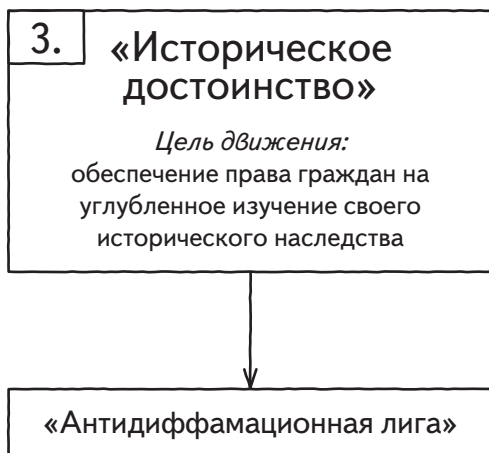 3.
«Историческое
достоинство»
Цель движения:
обеспечение права граждан на
углубленное изучение своего
исторического наследства
«Антидиффамационная лига»